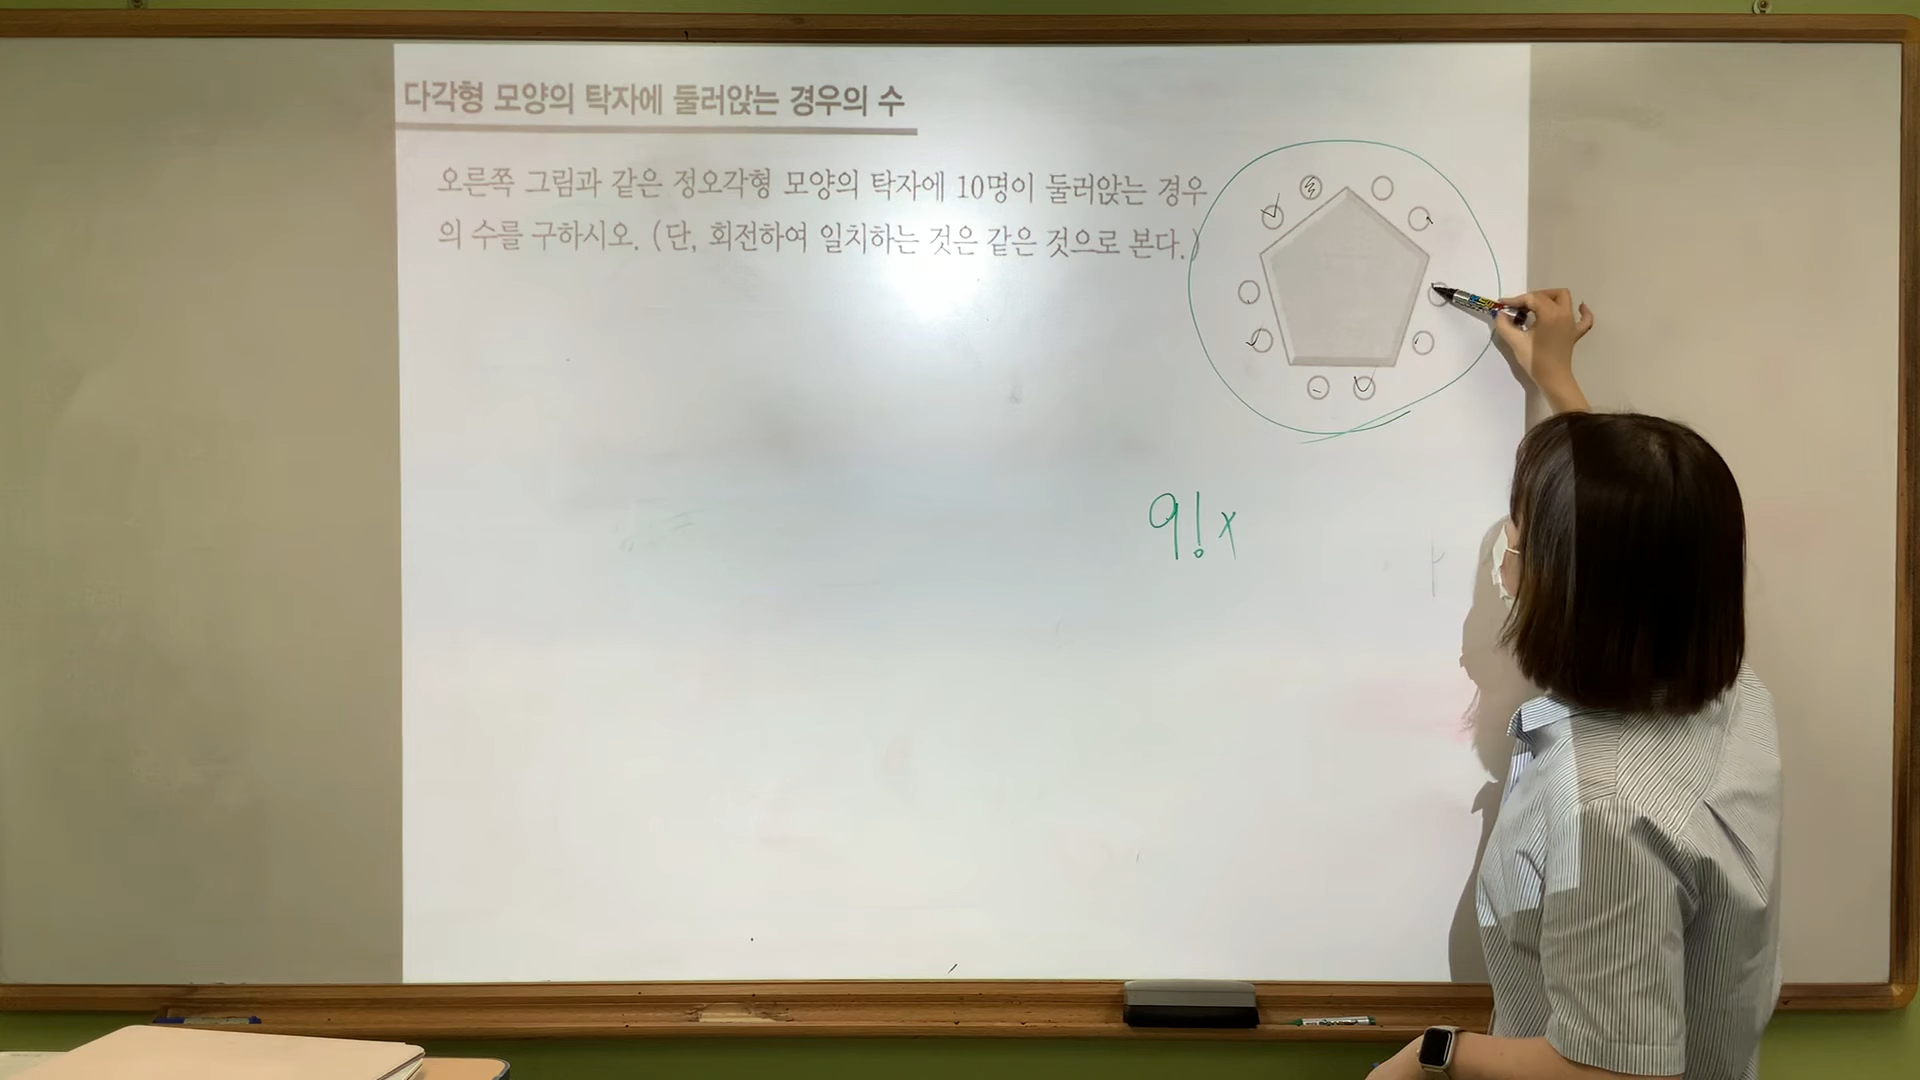 다각형 모양의 탁자에 둘러앉는 경우의 수
오른쪽 그림과 같은 정오각형 모양의 탁자에 10명이 둘러앉는 경우
의 수를 구하시오. (단, 회전하여 일치하는 것은 같은 것으로 본다.)
9! x